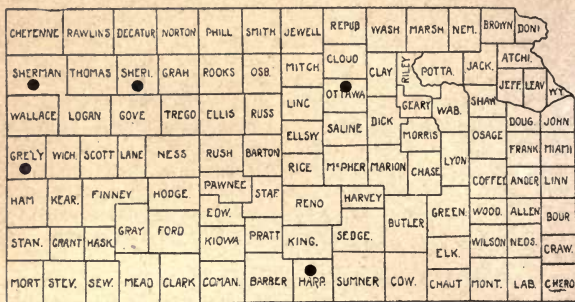 CHEYENNE RAWLINS DECATUR NORTON PHILL SMITH JEWELL REPUB WASH MARSH NEM. BROWN DONI
SHERMAN THOMAS SHERI. GRAH ROOKS OSB. MITCH CLOUD CLAY RILEY POTTA. JACK. ATCHI.
JEFF. LEAV WY.
WALLACE LOGAN GOVE TREGO ELLIS RUSS LINC OTTAWA GEARY WAB. SHAW DOUG. JOHN
ELLSW SALINE DICK MORRIS OSAGE FRANK. MIAMI
GRE'LY WICH. SCOTT LANE NESS RUSH BARTON RICE McPHER MARION CHASE LYON COFFEE ANDER LINN
HAM KEAR. FINNEY HODGE. PAWNEE STAF. RENO HARVEY
EDW. BUTLER GREEN. WOOD. ALLEN BOUR
STAN. GRANT HASK. GRAY FORD KIOWA PRATT KING. SEDGE. ELK. WILSON NEOS. CRAW.
MORT STEV. SEW. MEAD CLARK COMAN. BARBER HARP. SUMNER COW. CHAUT MONT. LAB. CHERO